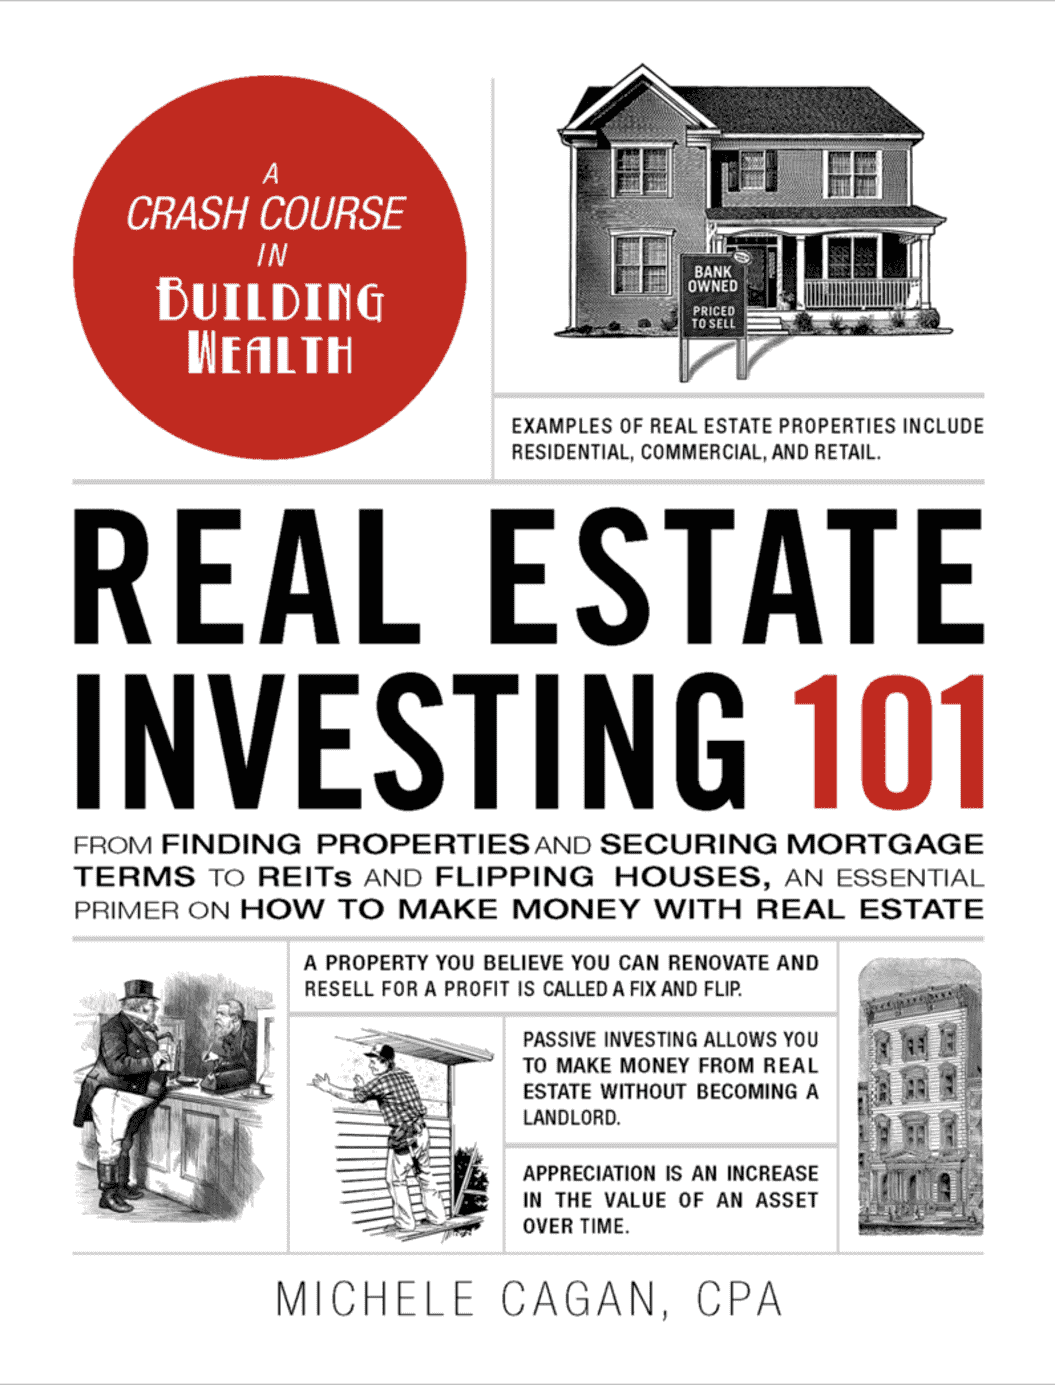 A
CRASH COURSE
IN
BUILDING
WEALTH
BANK
OWNED
PRICED
TO SELL
EXAMPLES OF REAL ESTATE PROPERTIES INCLUDE
RESIDENTIAL, COMMERCIAL, AND RETAIL.
REAL ESTATE
INVESTING 101
FROM FINDING PROPERTIES AND SECURING MORTGAGE
TERMS TO REITs AND FLIPPING HOUSES, AN ESSENTIAL
PRIMER ON HOW TO MAKE MONEY WITH REAL ESTATE
A PROPERTY YOU BELIEVE YOU CAN RENOVATE AND
RESELL FOR A PROFIT IS CALLED A FIX AND FLIP.
PASSIVE INVESTING ALLOWS YOU
TO MAKE MONEY FROM REAL
ESTATE WITHOUT BECOMING A
LANDLORD.
APPRECIATION IS AN INCREASE
IN THE VALUE OF AN ASSET
OVER TIME.
MICHELE CAGAN, CPA